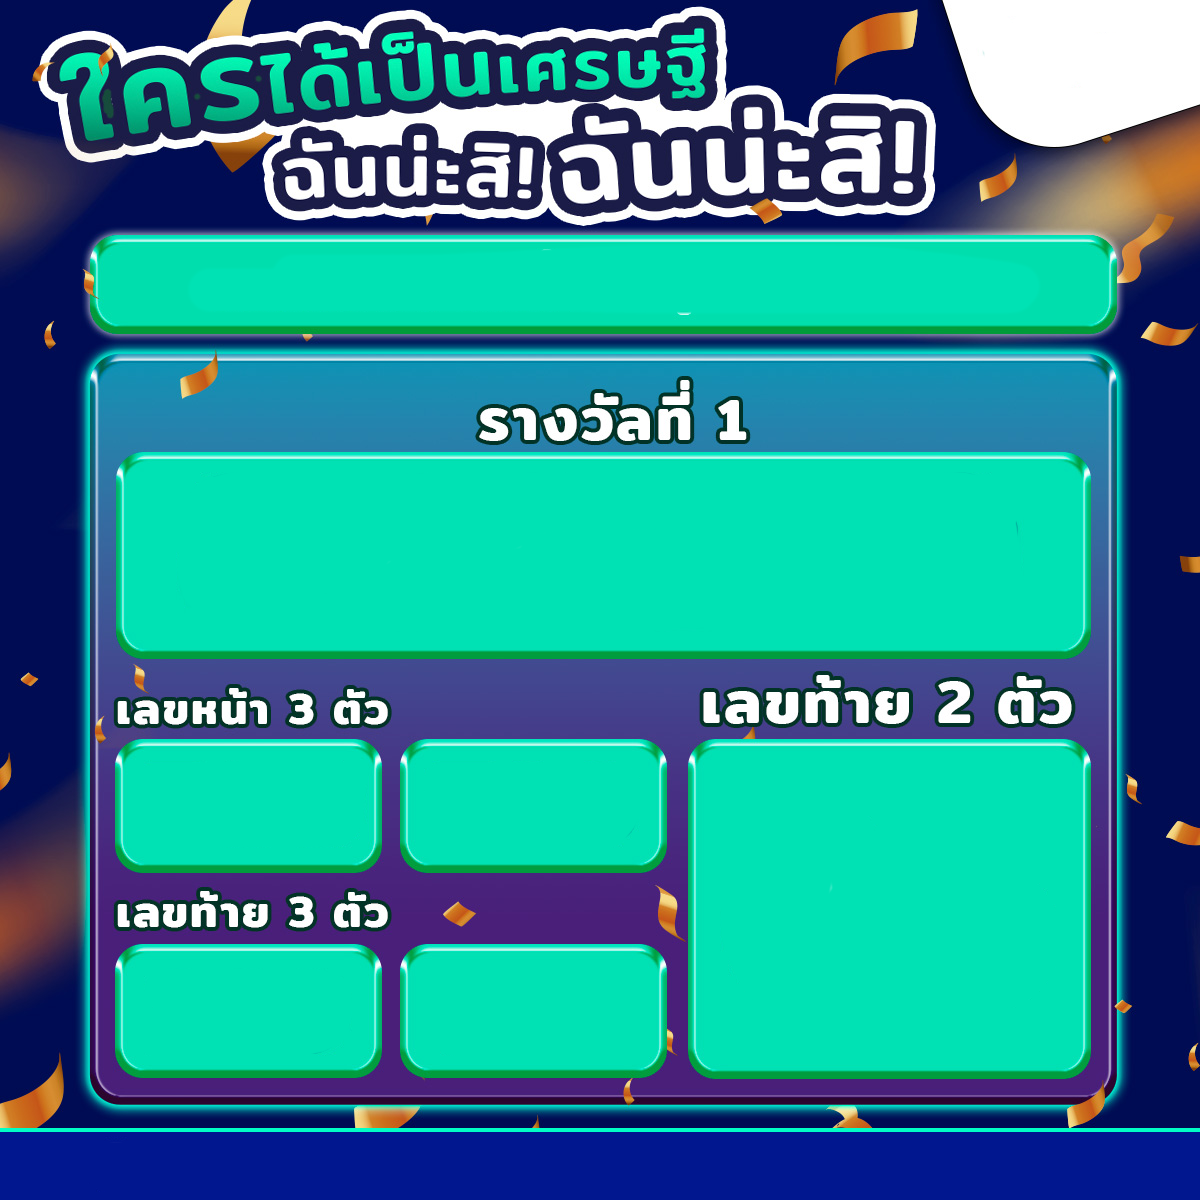 ใครได้เป็นเศรษฐี
ฉันน่ะสิ! ฉันน่ะสิ!
รางวัลที่ 1
เลขหน้า 3 ตัว
เลขท้าย 2 ตัว
เลขท้าย 3 ตัว